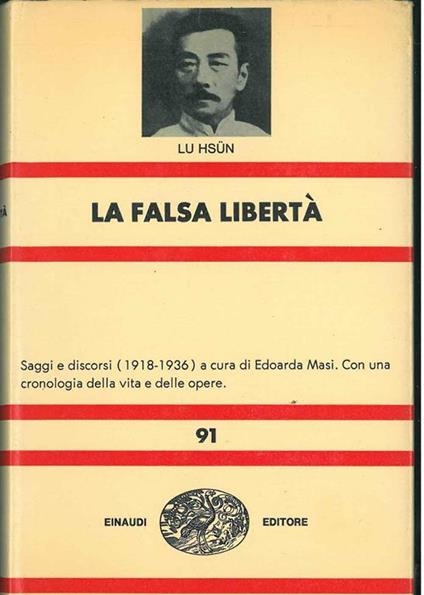 LU HSÜN
LA FALSA LIBERTÀ
Saggi e discorsi (1918-1936) a cura di Edoarda Masi. Con una
cronologia della vita e delle opere.
91
EINAUDI EDITORE